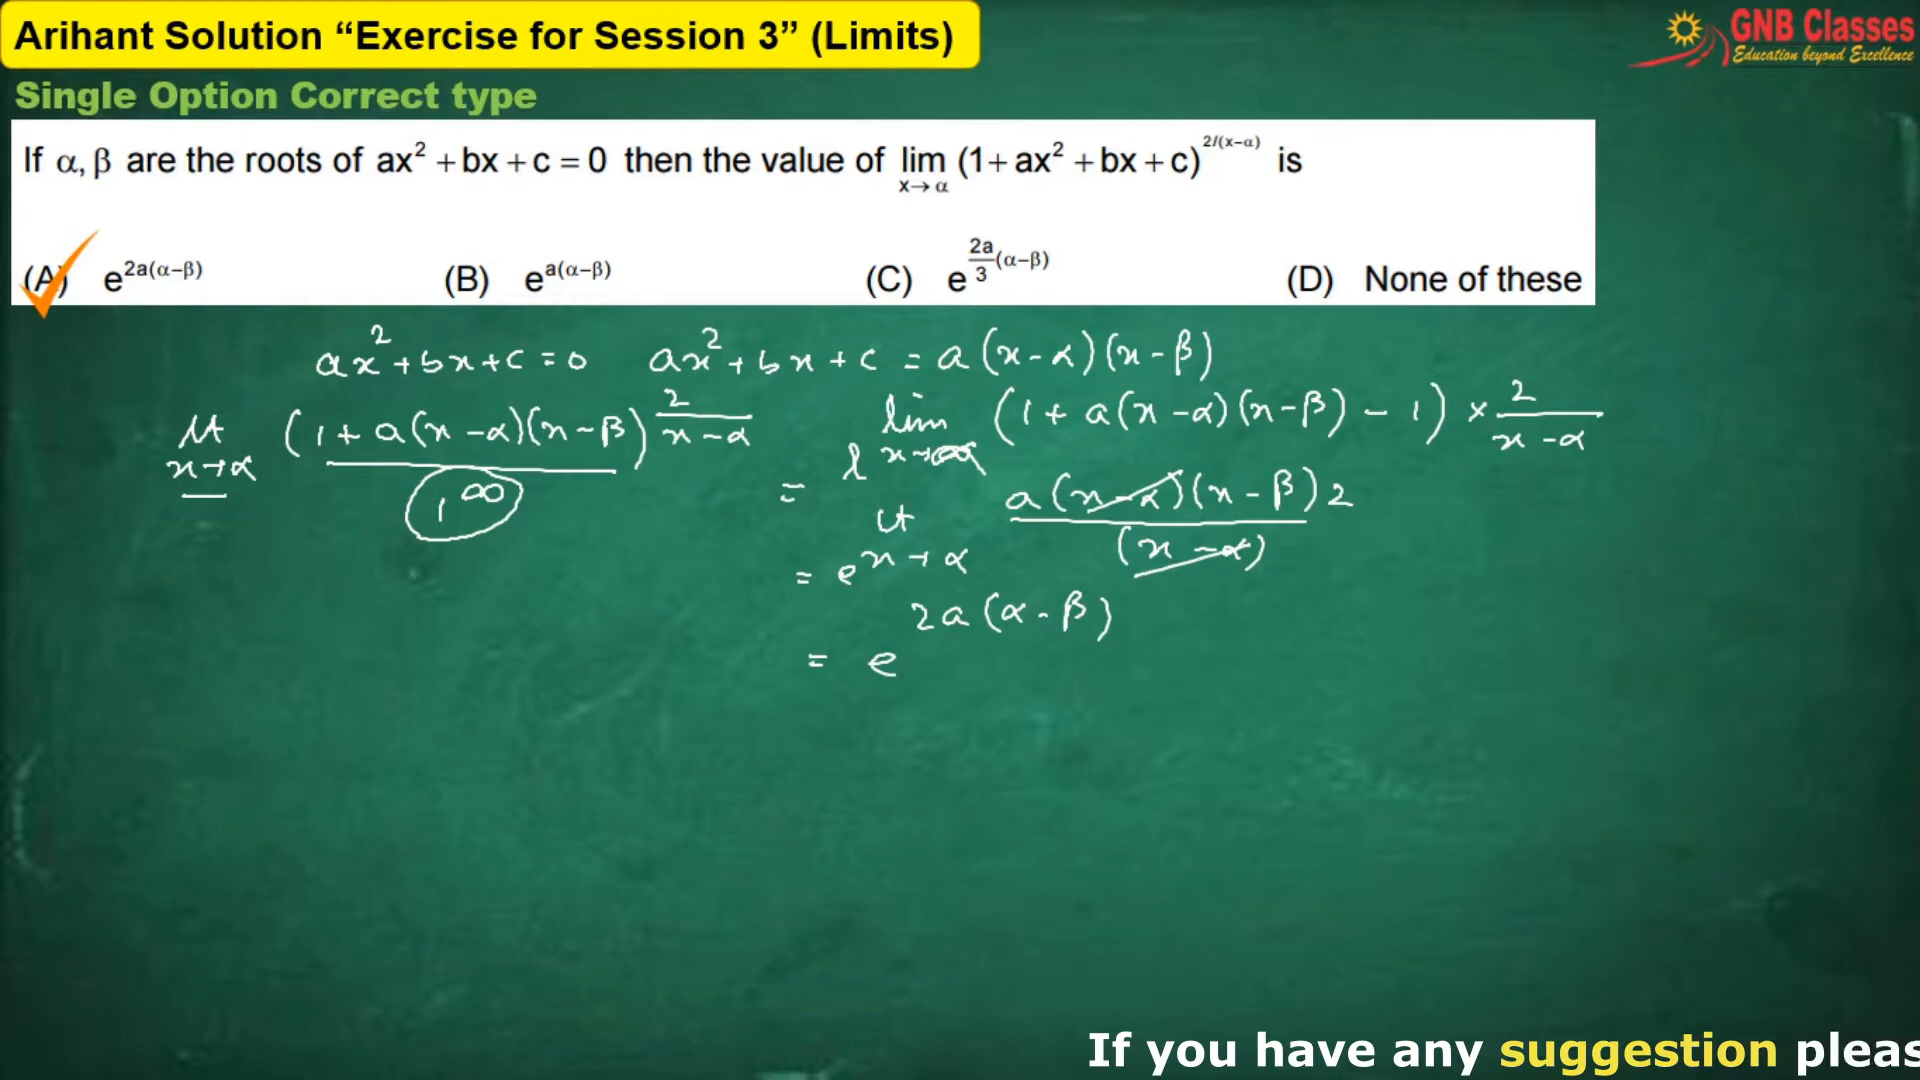 Arihant Solution “Exercise for Session 3” (Limits)
GNB Classes
Education beyond Excellence
Single Option Correct type
If α, β are the roots of ax² + bx + c = 0 then the value of lim x→α (1 + ax² + bx + c)^2/(x−α) is
(A) e^2a(α−β) (B) e^a(α−β) (C) e^2a/3(α−β) (D) None of these
ax² + bx + c = 0 ax² + bx + c = a(x − α)(x − β)
Lt x→α (1 + a(x − α)(x − β))^2/(x − α) 1^∞
= e^lim x→α (1 + a(x − α)(x − β) − 1) × 2/(x − α)
= e^Lt x→α a(x − α)(x − β)2/(x − α)
= e^2a(α − β)
If you have any suggestion pleas